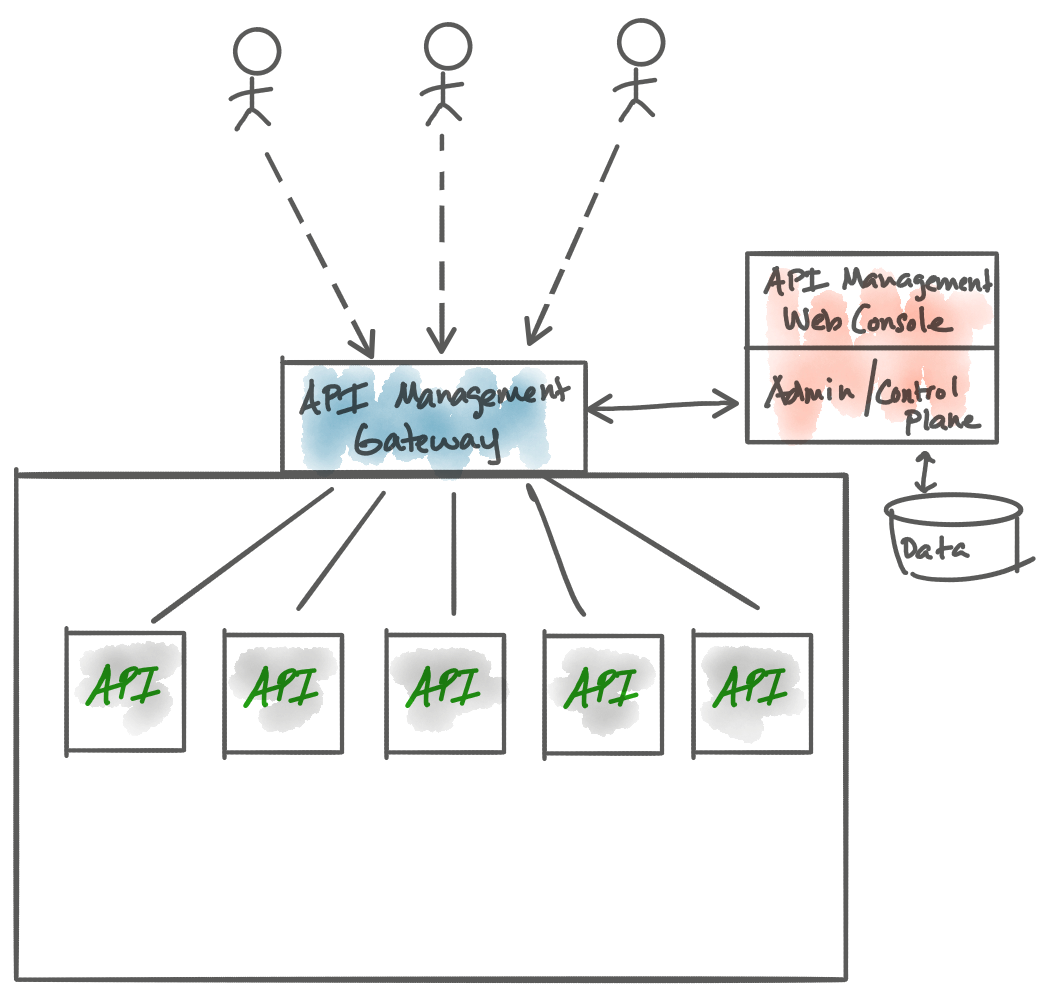 API Management
Web Console
Admin / Control
Plane
API Management
Gateway
Data
API
API
API
API
API